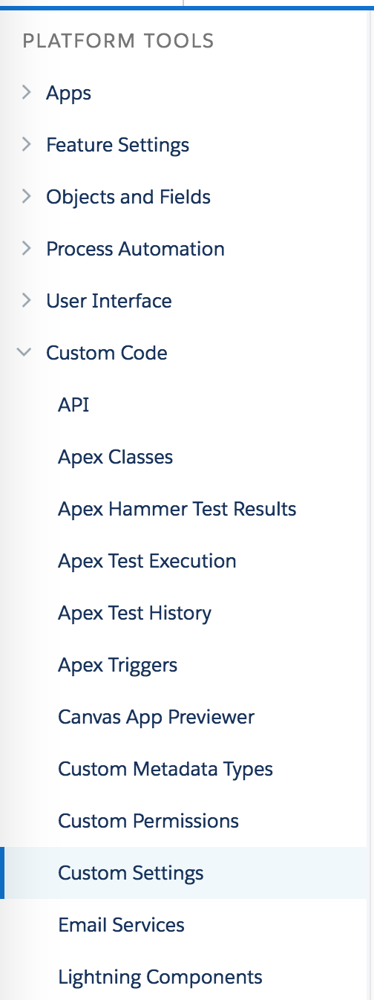 PLATFORM TOOLS
Apps
Feature Settings
Objects and Fields
Process Automation
User Interface
Custom Code
API
Apex Classes
Apex Hammer Test Results
Apex Test Execution
Apex Test History
Apex Triggers
Canvas App Previewer
Custom Metadata Types
Custom Permissions
Custom Settings
Email Services
Lightning Components